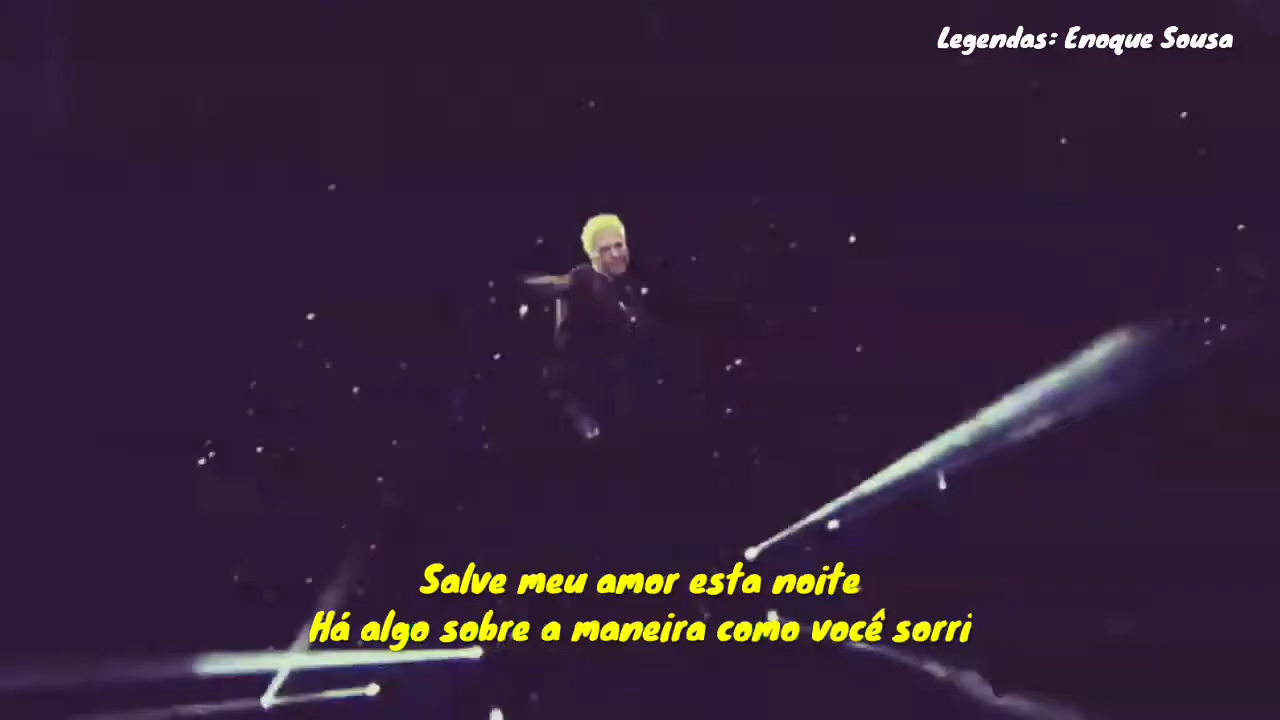 Legendas: Enoque Sousa
Salve meu amor esta noite
Há algo sobre a maneira como você sorri